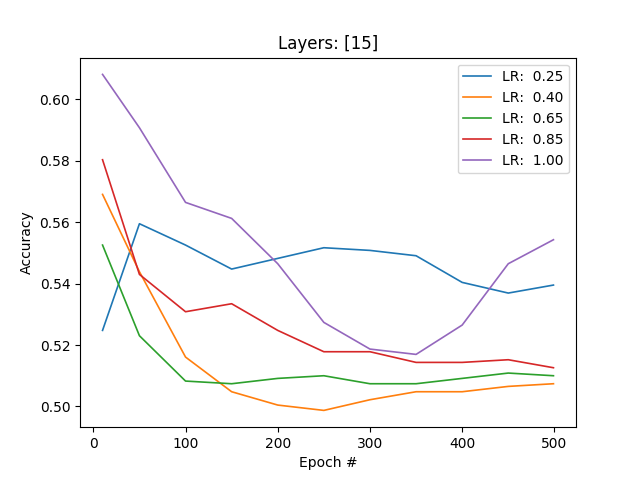 Layers: [15]
LR:  0.25
LR:  0.40
LR:  0.65
LR:  0.85
LR:  1.00
Accuracy
0.60
0.58
0.56
0.54
0.52
0.50
0 100 200 300 400 500
Epoch #